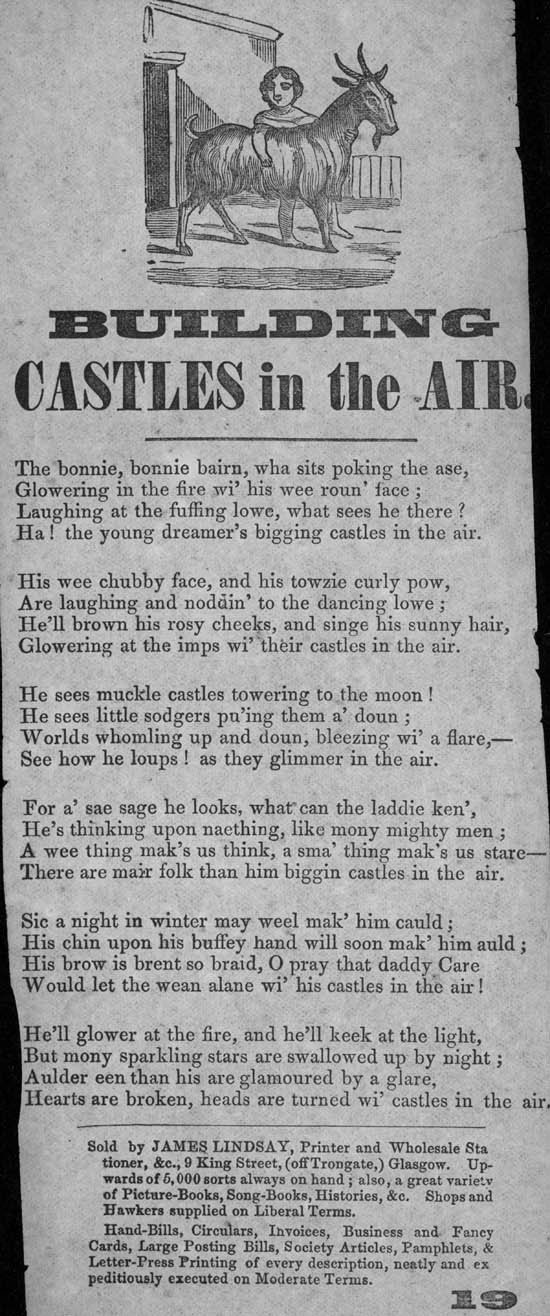 BUILDING
CASTLES in the AIR.
The bonnie, bonnie bairn, wha sits poking the ase,
Glowering in the fire wi' his wee roun' face ;
Laughing at the fuffing lowe, what sees he there ?
Ha ! the young dreamer's bigging castles in the air.
His wee chubby face, and his towzie curly pow,
Are laughing and noddin' to the dancing lowe ;
He'll brown his rosy cheeks, and singe his sunny hair,
Glowering at the imps wi' their castles in the air.
He sees muckle castles towering to the moon !
He sees little sodgers pu'ing them a' doun ;
Worlds whomling up and doun, bleezing wi' a flare,—
See how he loups ! as they glimmer in the air.
For a' sae sage he looks, what can the laddie ken',
He's thinking upon naething, like mony mighty men ;
A wee thing mak's us think, a sma' thing mak's us stare—
There are mair folk than him biggin castles in the air.
Sic a night in winter may weel mak' him cauld ;
His chin upon his buffey hand will soon mak' him auld ;
His brow is brent so braid, O pray that daddy Care
Would let the wean alane wi' his castles in the air !
He'll glower at the fire, and he'll keek at the light,
But mony sparkling stars are swallowed up by night ;
Aulder een than his are glamoured by a glare,
Hearts are broken, heads are turned wi' castles in the air.
Sold by JAMES LINDSAY, Printer and Wholesale Sta
tioner, &c., 9 King Street, (off Trongate,) Glasgow. Up-
wards of 5,000 sorts always on hand ; also, a great variety
of Picture-Books, Song-Books, Histories, &c. Shops and
Hawkers supplied on Liberal Terms.
Hand-Bills, Circulars, Invoices, Business and Fancy
Cards, Large Posting Bills, Society Articles, Pamphlets, &
Letter-Press Printing of every description, neatly and ex
peditiously executed on Moderate Terms.
19